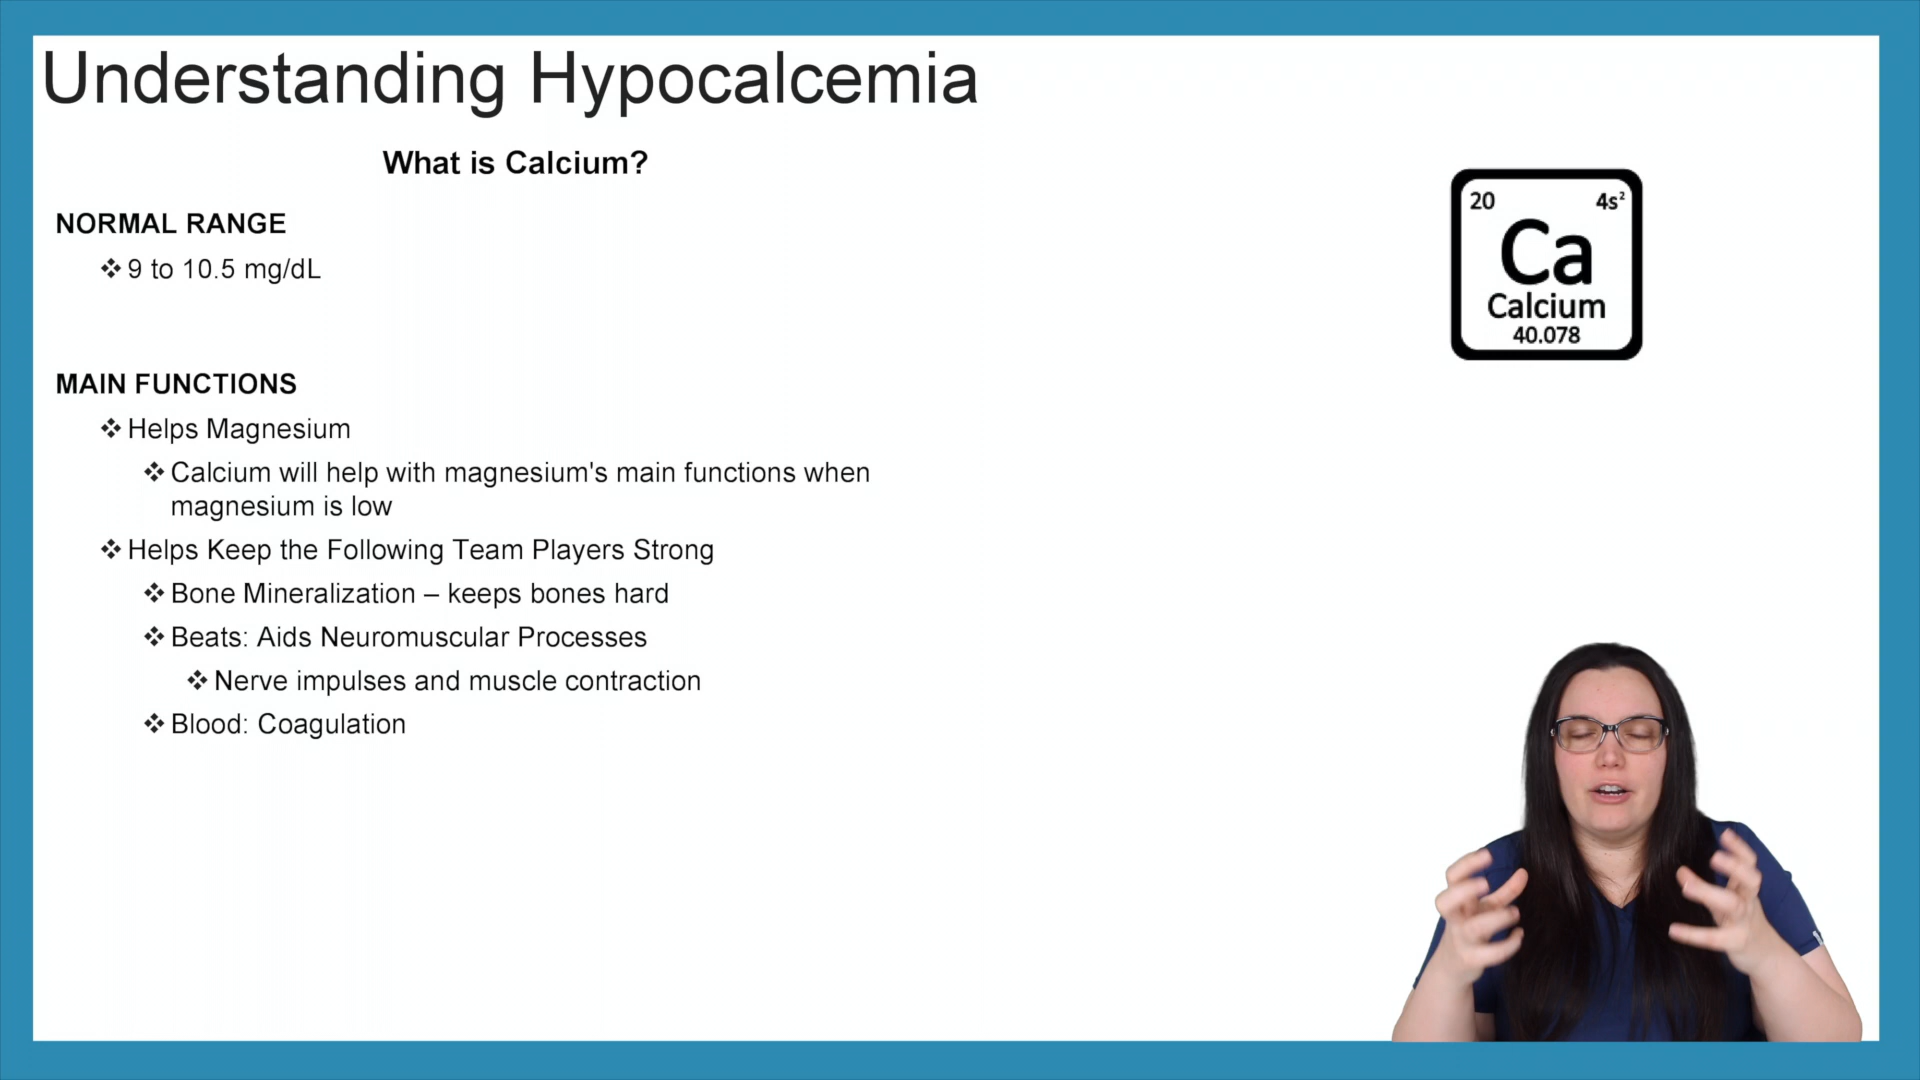 Understanding Hypocalcemia
What is Calcium?
NORMAL RANGE
❖ 9 to 10.5 mg/dL
MAIN FUNCTIONS
❖ Helps Magnesium
❖ Calcium will help with magnesium's main functions when
magnesium is low
❖ Helps Keep the Following Team Players Strong
❖ Bone Mineralization – keeps bones hard
❖ Beats: Aids Neuromuscular Processes
❖ Nerve impulses and muscle contraction
❖ Blood: Coagulation
20 4s²
Ca
Calcium
40.078